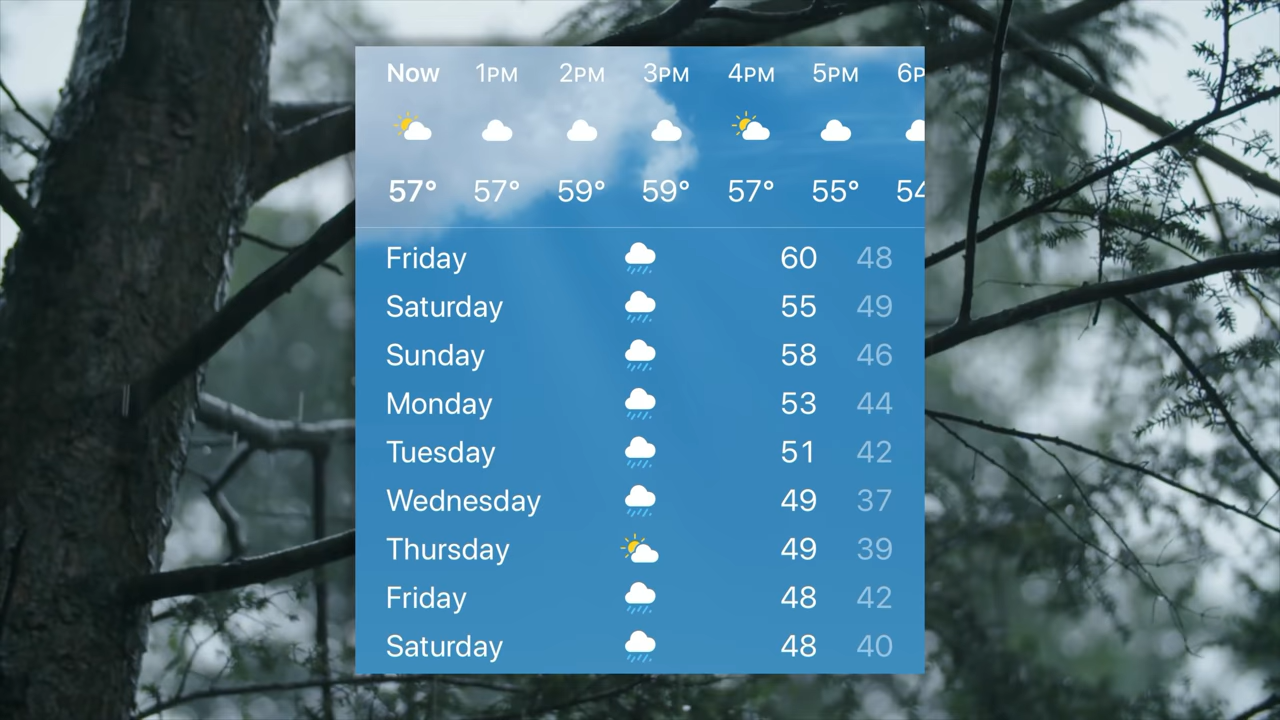 Now 1PM 2PM 3PM 4PM 5PM 6P
57° 57° 59° 59° 57° 55° 54
Friday 60 48
Saturday 55 49
Sunday 58 46
Monday 53 44
Tuesday 51 42
Wednesday 49 37
Thursday 49 39
Friday 48 42
Saturday 48 40